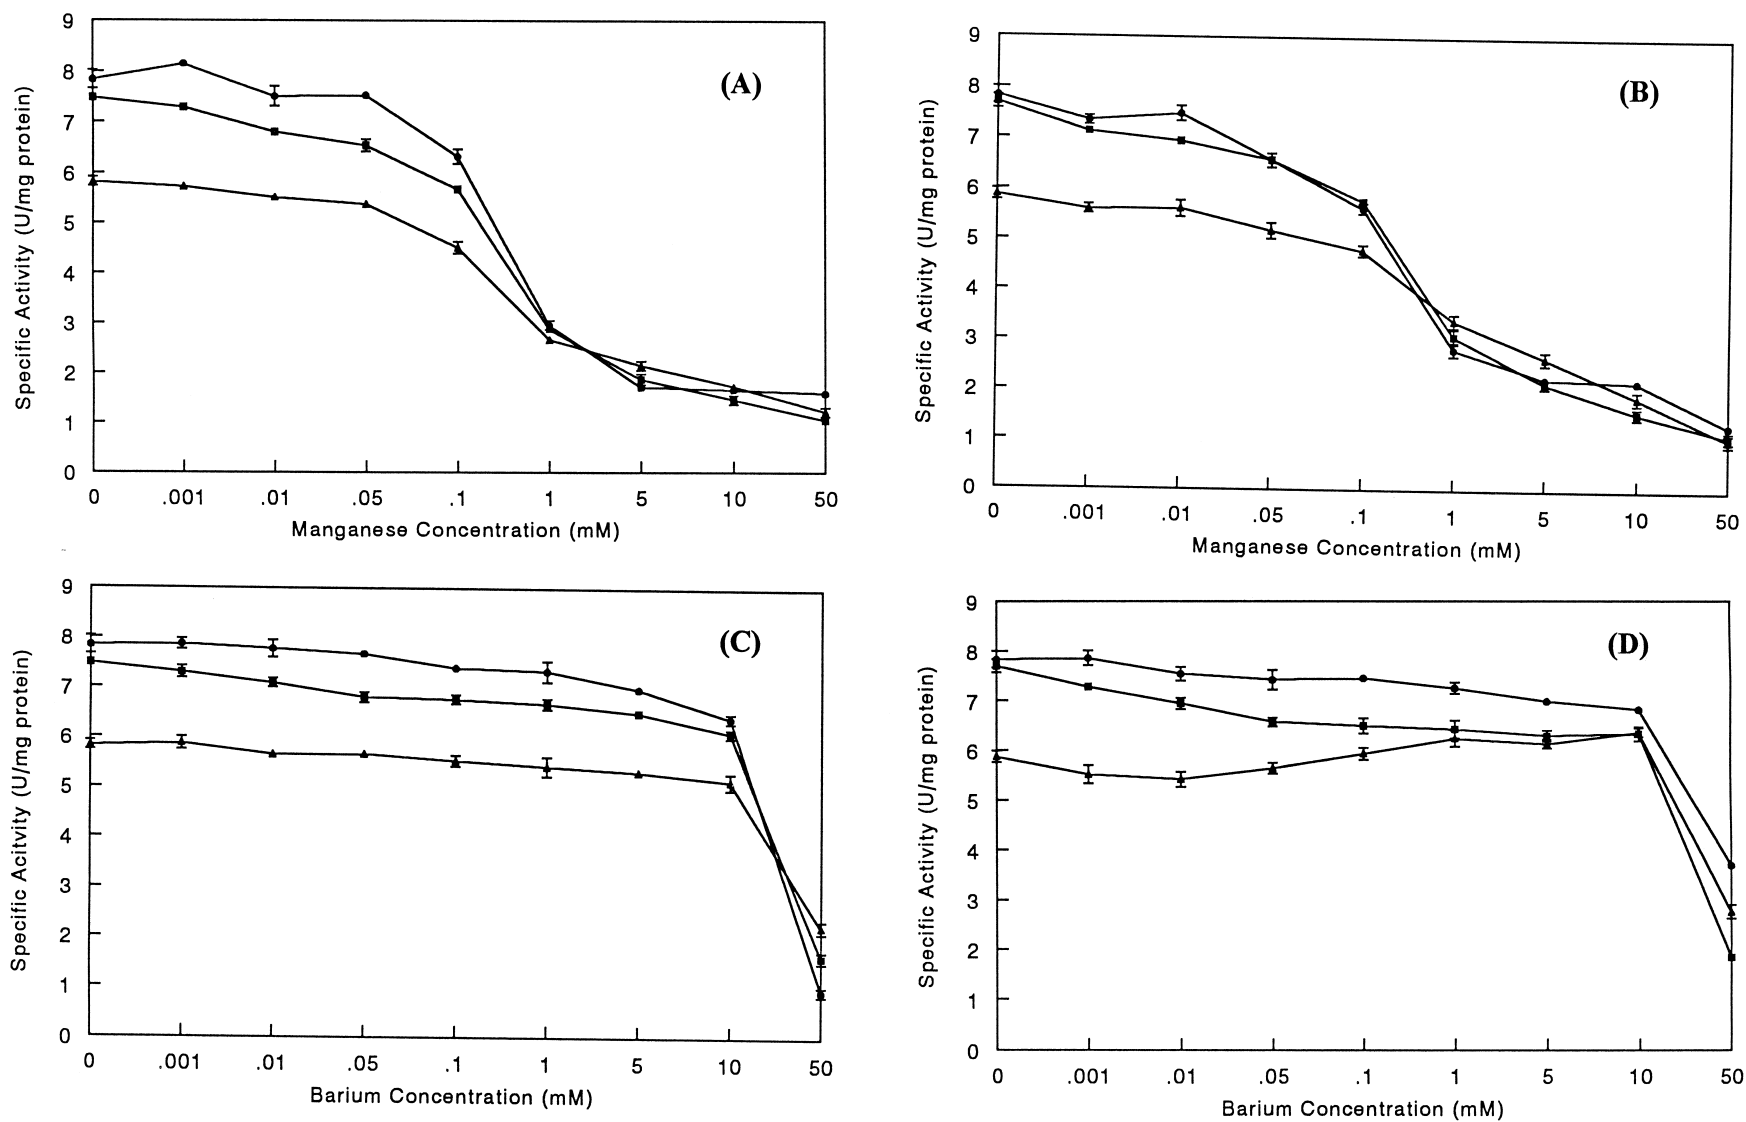 (A)
9
8
7
6
5
4
3
2
1
0
Specific Activity (U/mg protein)
0 .001 .01 .05 .1 1 5 10 50
Manganese Concentration (mM)
(B)
9
8
7
6
5
4
3
2
1
0
Specific Activity (U/mg protein)
0 .001 .01 .05 .1 1 5 10 50
Manganese Concentration (mM)
(C)
9
8
7
6
5
4
3
2
1
0
Specific Acitvity (U/mg protein)
0 .001 .01 .05 .1 1 5 10 50
Barium Concentration (mM)
(D)
9
8
7
6
5
4
3
2
1
0
Specific Activity (U/mg protein)
0 .001 .01 .05 .1 1 5 10 50
Barium Concentration (mM)